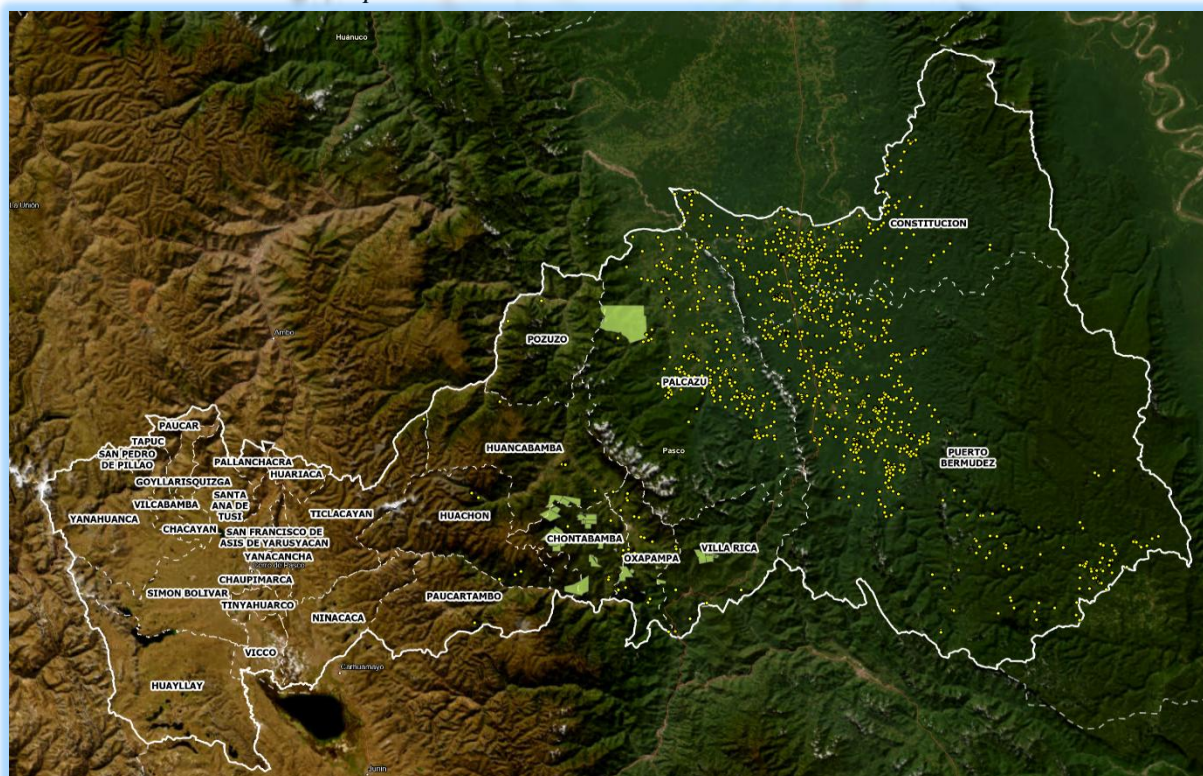 Huánuco
La Unión
CONSTITUCION
Ambo
POZUZO
PALCAZU
PAUCAR
TAPUC
SAN PEDRO
DE PILLAO
HUANCABAMBA
Pasco
PUERTO
BERMUDEZ
PALLANCHACRA
HUARIACA
GOYLLARISQUIZGA
SANTA
ANA DE
TUSI
VILCABAMBA
TICLACAYAN
HUACHON
YANAHUANCA
CHACAYAN
SAN FRANCISCO DE
ASIS DE YARUSYACAN
CHONTABAMBA
VILLA RICA
OXAPAMPA
YANACANCHA
Cerro de Pasco
CHAUPIMARCA
SIMON BOLIVAR
TINYAHUARCO
PAUCARTAMBO
NINACACA
VICCO
Carhuamayo
HUAYLLAY
Junín